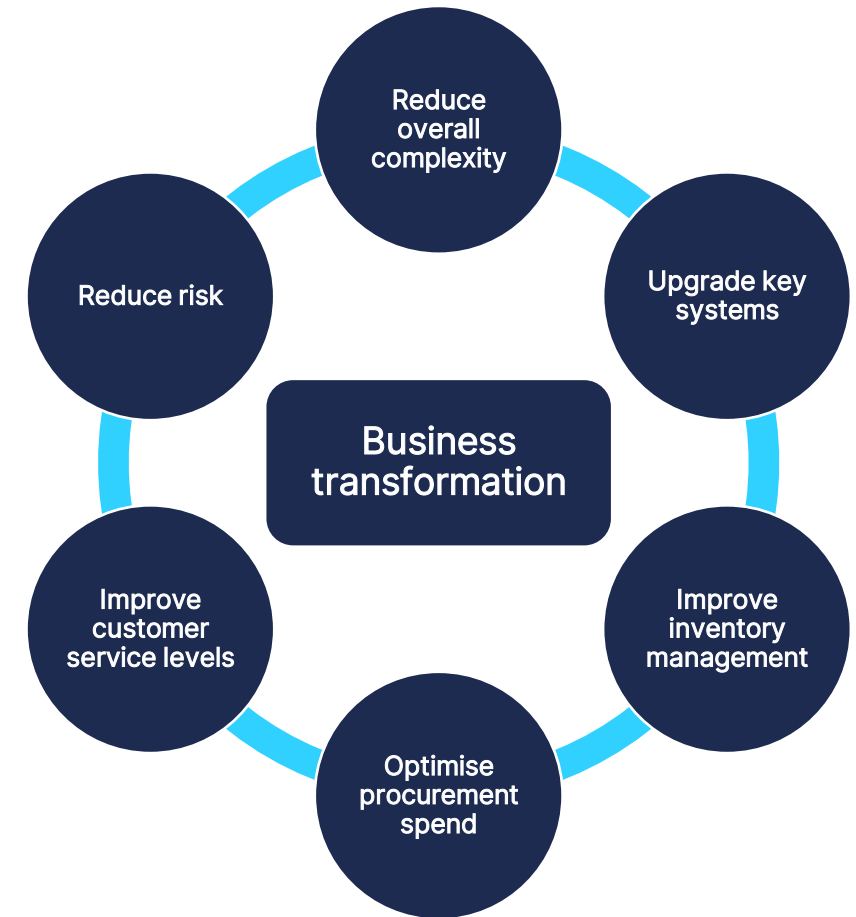 Reduce
overall
complexity
Upgrade key
systems
Improve
inventory
management
Optimise
procurement
spend
Improve
customer
service levels
Reduce risk
Business
transformation